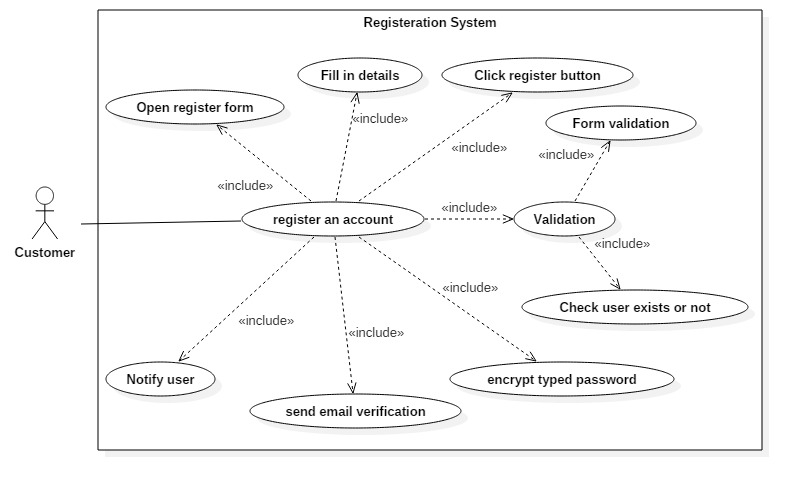 Registeration System
Fill in details
Click register button
Open register form
«include»
Form validation
«include»
«include»
«include»
«include»
register an account
Validation
«include»
Customer
«include»
Check user exists or not
«include»
«include»
Notify user
encrypt typed password
send email verification